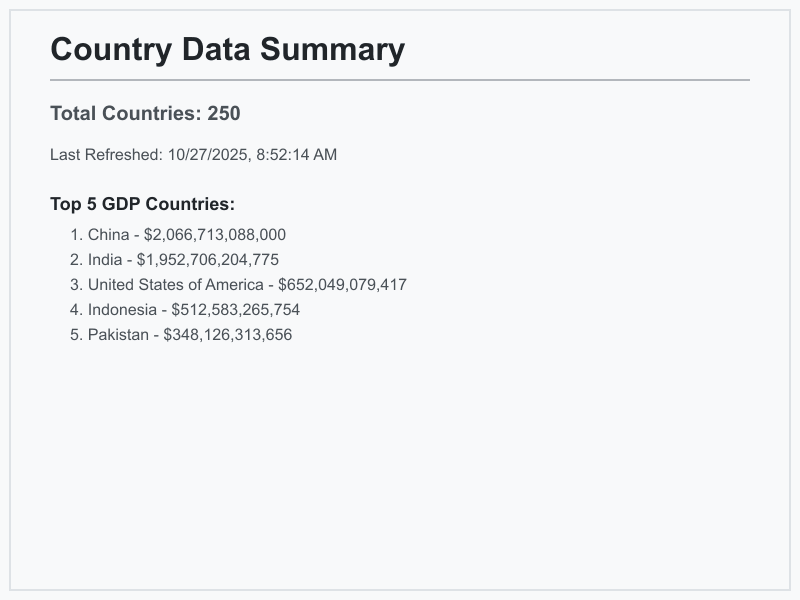 Country Data Summary
Total Countries: 250
Last Refreshed: 10/27/2025, 8:52:14 AM
Top 5 GDP Countries:
1. China - $2,066,713,088,000
2. India - $1,952,706,204,775
3. United States of America - $652,049,079,417
4. Indonesia - $512,583,265,754
5. Pakistan - $348,126,313,656